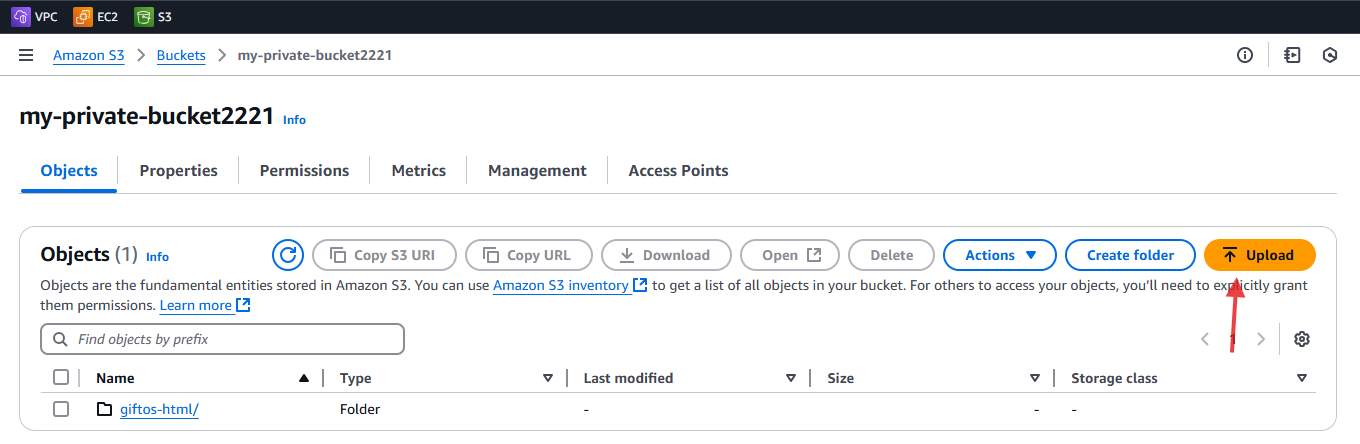 VPC EC2 S3
Amazon S3 Buckets my-private-bucket2221
my-private-bucket2221 Info
Objects Properties Permissions Metrics Management Access Points
Objects (1) Info Copy S3 URI Copy URL Download Open Delete Actions Create folder Upload
Objects are the fundamental entities stored in Amazon S3. You can use Amazon S3 inventory to get a list of all objects in your bucket. For others to access your objects, you'll need to explicitly grant
them permissions. Learn more
Find objects by prefix 1
Name Type Last modified Size Storage class
giftos-html/ Folder - - -